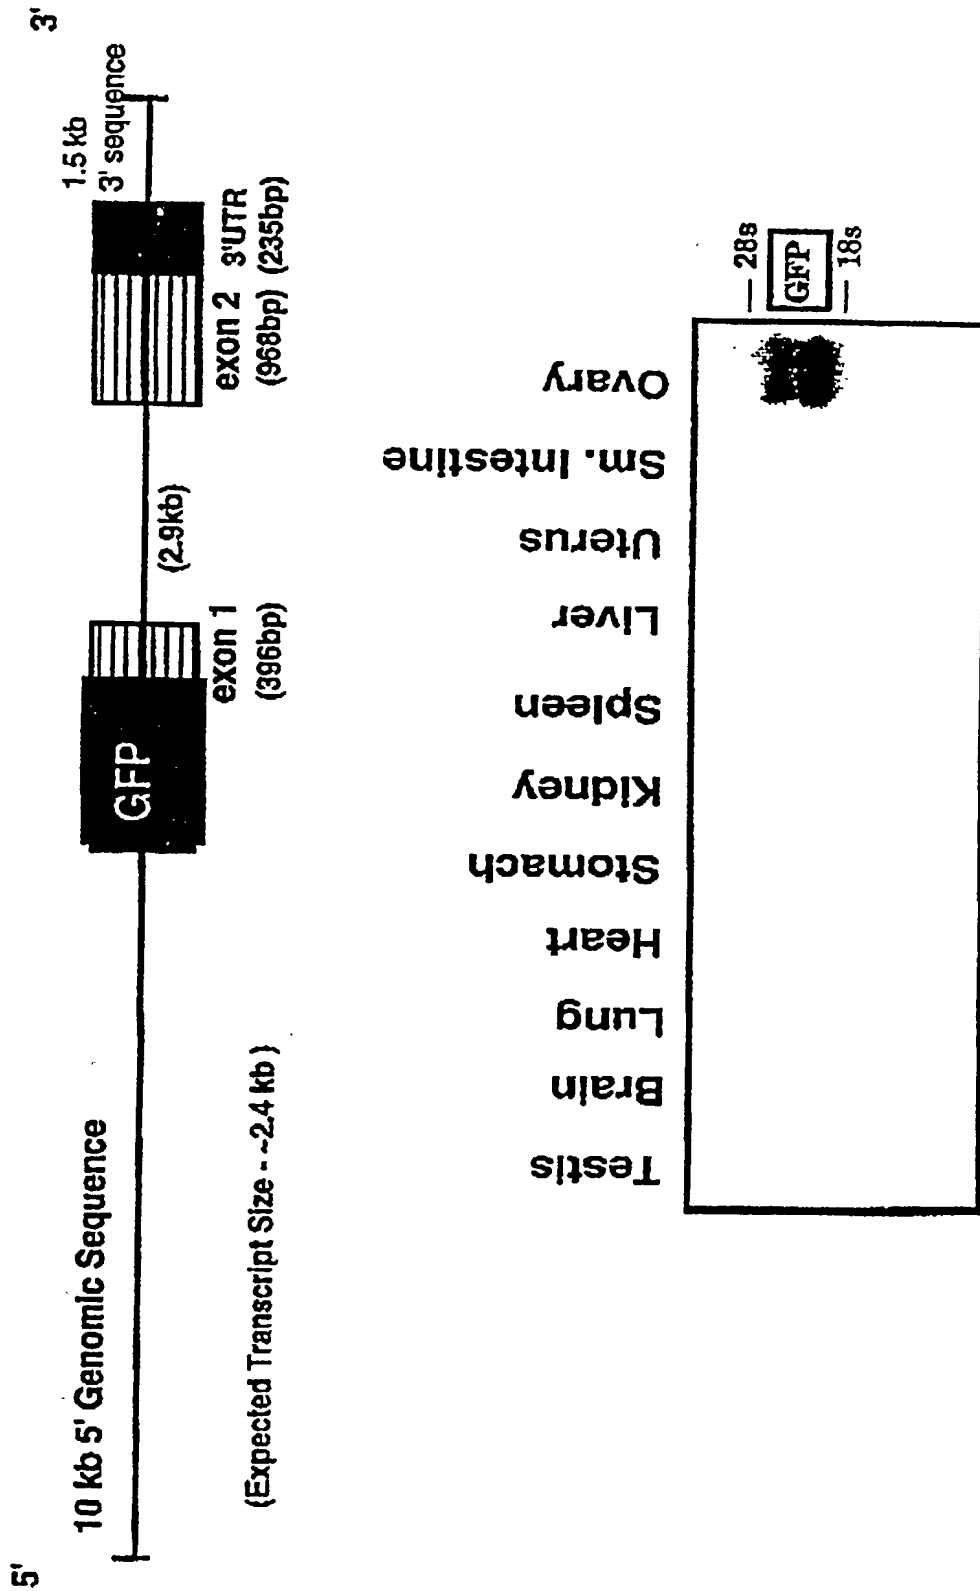 5'
3'
10 kb 5' Genomic Sequence
GFP
exon 1
(396bp)
(2.9kb)
exon 2
(968bp)
3'UTR
(235bp)
1.5 kb
3' sequence
(Expected Transcript Size - ~2.4 kb)
Testis
Brain
Lung
Heart
Stomach
Kidney
Spleen
Liver
Uterus
Sm. Intestine
Ovary
28s
GFP
18s